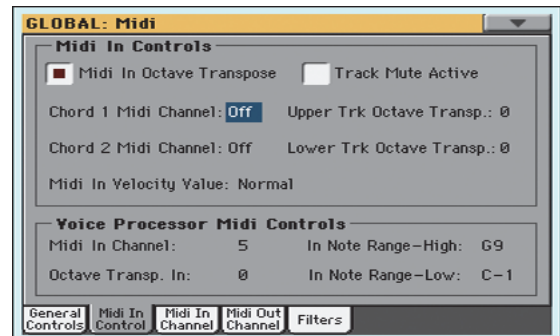 GLOBAL: Midi
Midi In Controls
Midi In Octave Transpose Track Mute Active
Chord 1 Midi Channel: Off Upper Trk Octave Transp.: 0
Chord 2 Midi Channel: Off Lower Trk Octave Transp.: 0
Midi In Velocity Value: Normal
Voice Processor Midi Controls
Midi In Channel: 5 In Note Range-High: G9
Octave Transp. In: 0 In Note Range-Low: C-1
General Controls Midi In Control Midi In Channel Midi Out Channel Filters